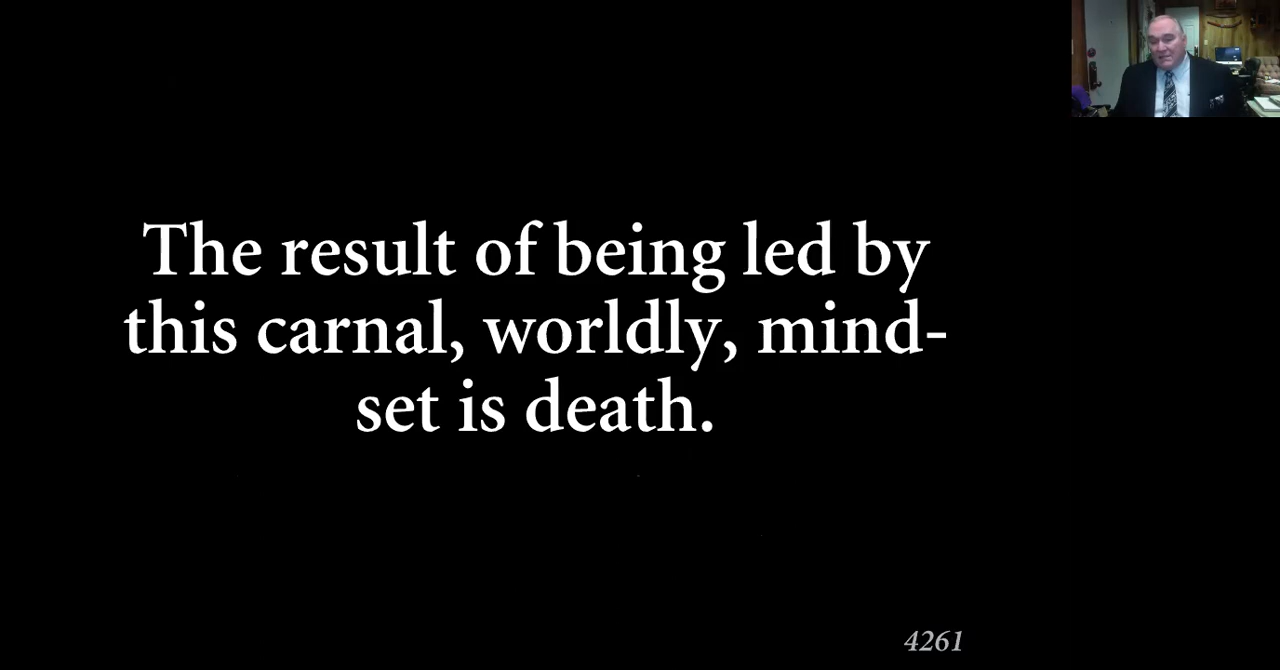 The result of being led by
this carnal, worldly, mind-
set is death.
4261